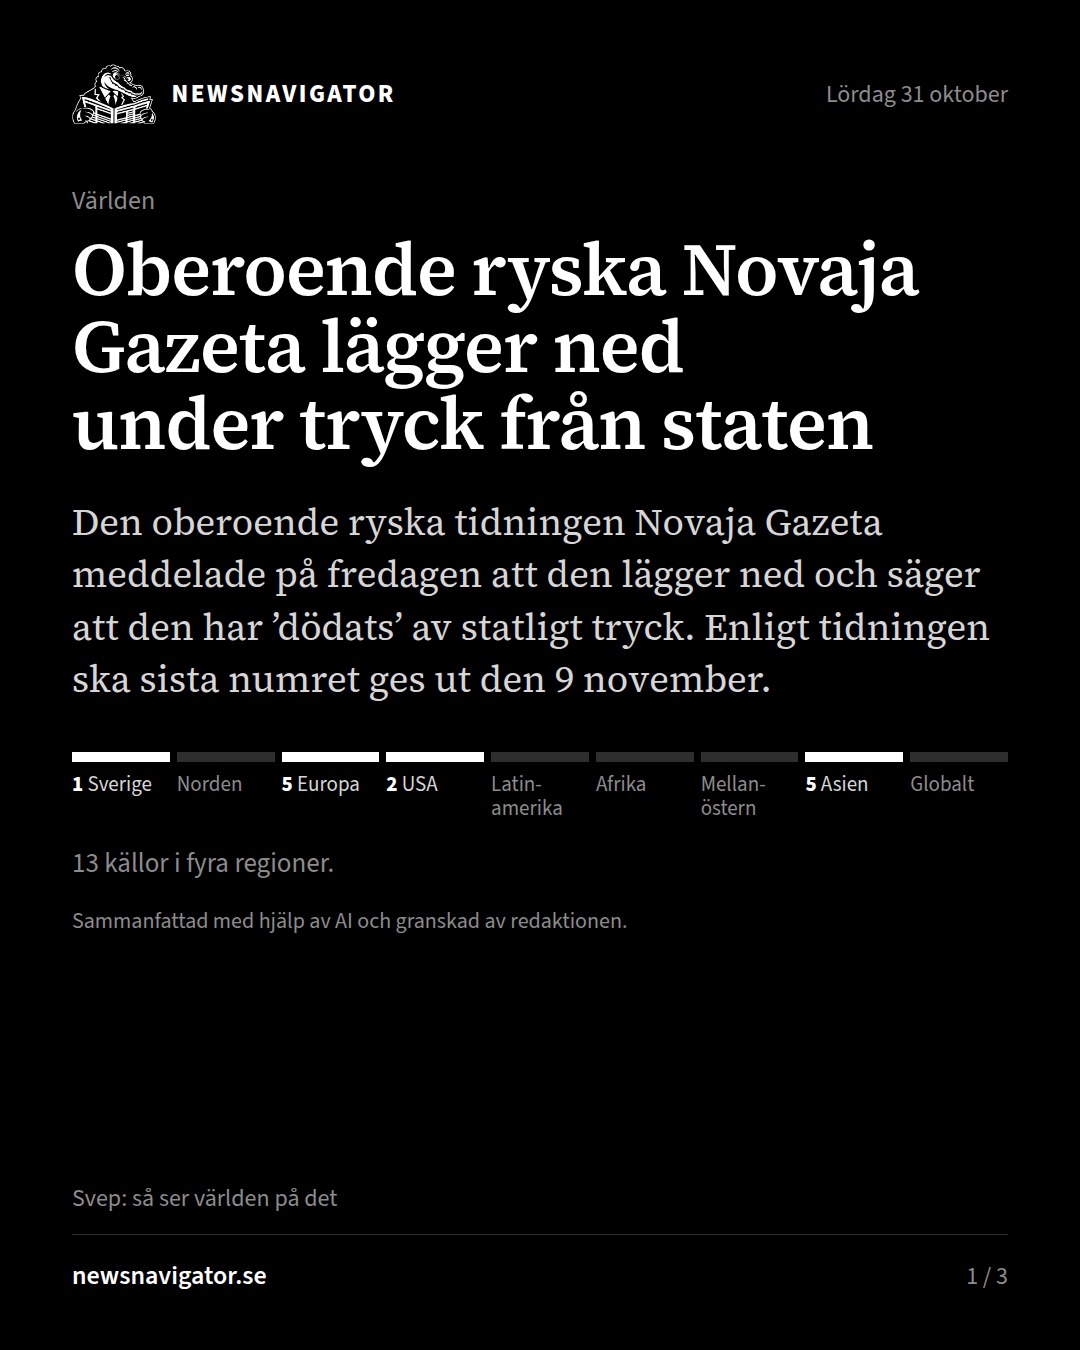 NEWSNAVIGATOR
Lördag 31 oktober
Världen
Oberoende ryska Novaja
Gazeta lägger ned
under tryck från staten
Den oberoende ryska tidningen Novaja Gazeta
meddelade på fredagen att den lägger ned och säger
att den har ’dödats’ av statligt tryck. Enligt tidningen
ska sista numret ges ut den 9 november.
1 Sverige
Norden
5 Europa
2 USA
Latin-
amerika
Afrika
Mellan-
östern
5 Asien
Globalt
13 källor i fyra regioner.
Sammanfattad med hjälp av AI och granskad av redaktionen.
Svep: så ser världen på det
newsnavigator.se
1 / 3